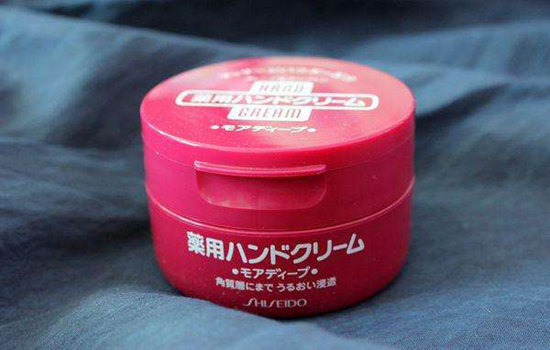 HAND
薬用ハンドクリーム
CREAM
・モアディープ・
薬用ハンドクリーム
・モアディープ・
角質層にまで うるおい浸透
SHISEIDO